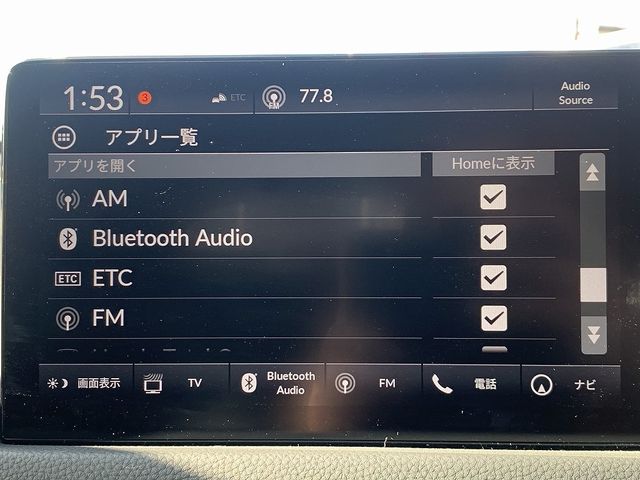 1:53
3
ETC
FM
77.8
Audio
Source
アプリ一覧
アプリを開く
Homeに表示
AM
Bluetooth Audio
ETC
ETC
FM
画面表示
TV
Bluetooth
Audio
FM
電話
ナビ